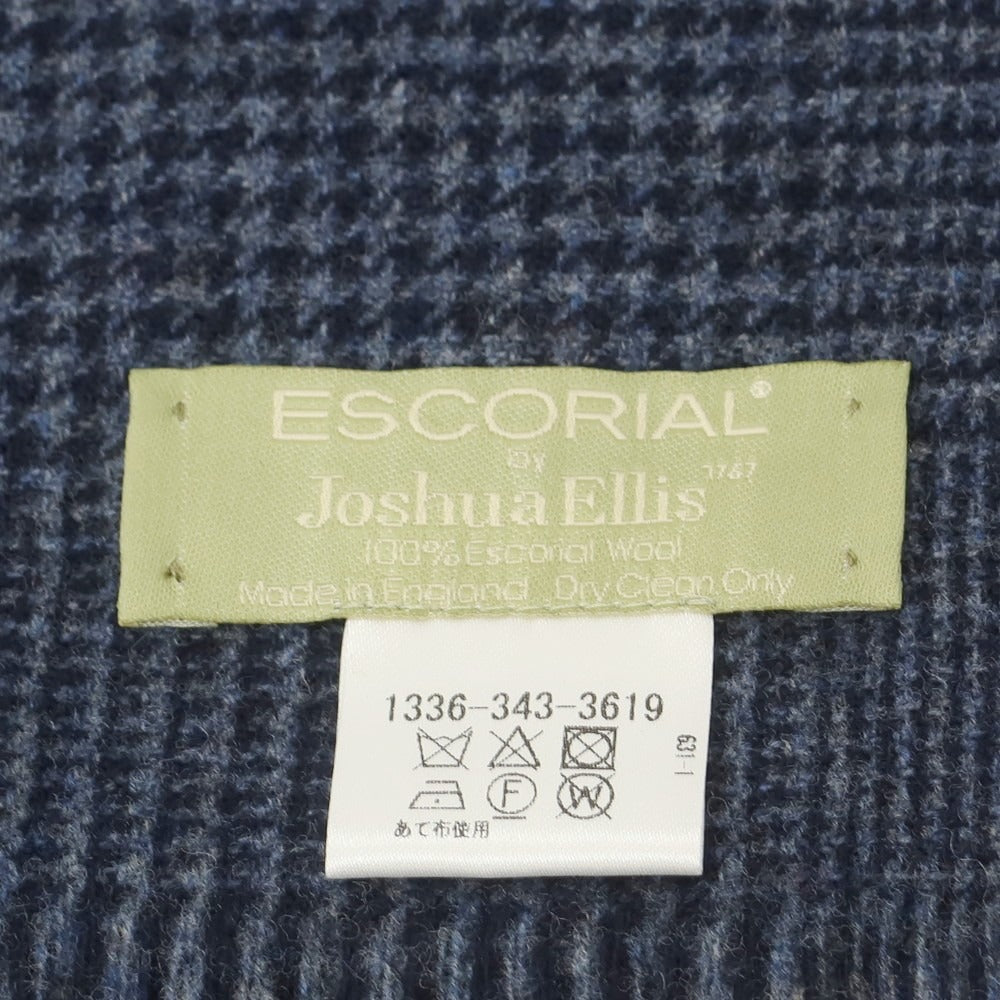 ESCORIAL®
BY
Joshua Ellis 1767
100% Escorial Wool
Made in England Dry Clean Only
1336-343-3619
F
W
あて布使用